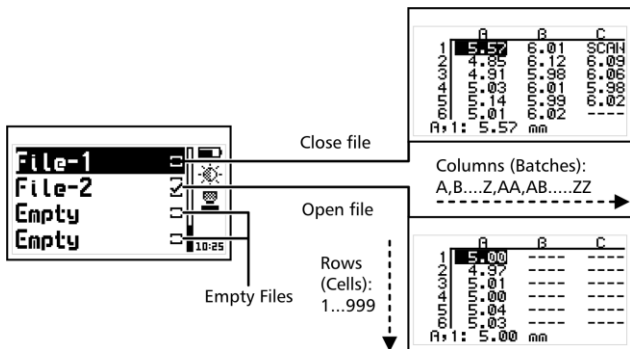 A B C
1 5.57 6.01 SCAN
2 4.85 6.12 6.09
3 4.91 5.98 6.06
4 5.03 6.01 5.98
5 5.14 5.99 6.02
6 5.01 6.02 ----
A,1: 5.57 mm
File-1
File-2
Empty
Empty
10:25
Close file
Open file
Empty Files
Columns (Batches):
A,B....Z,AA,AB.....ZZ
Rows
(Cells):
1...999
A B C
1 5.00 ---- ----
2 4.97 ---- ----
3 5.01 ---- ----
4 5.00 ---- ----
5 5.04 ---- ----
6 5.03 ---- ----
A,1: 5.00 mm